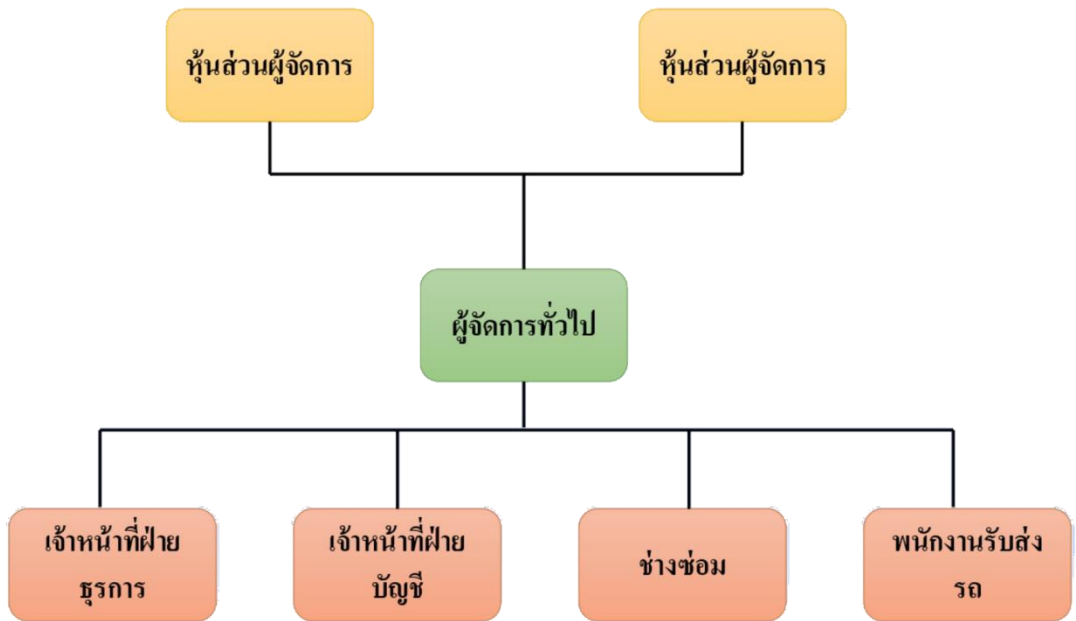 หุ้นส่วนผู้จัดการ
หุ้นส่วนผู้จัดการ
ผู้จัดการทั่วไป
เจ้าหน้าที่ฝ่าย
ธุรการ
เจ้าหน้าที่ฝ่าย
บัญชี
ช่างซ่อม
พนักงานรับส่ง
รถ